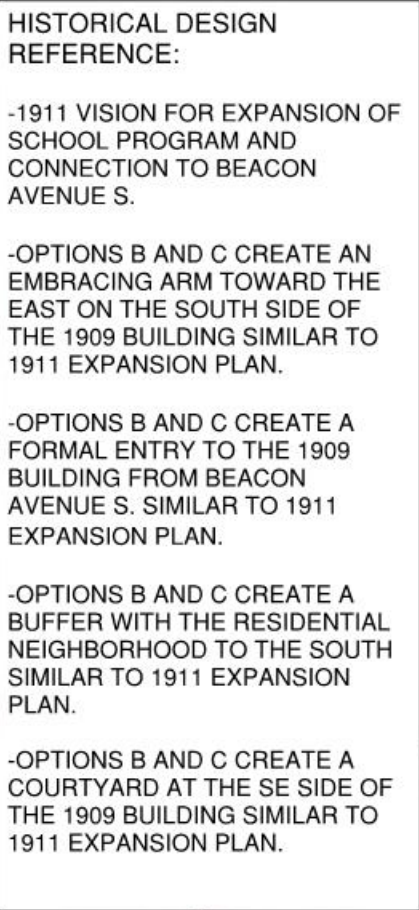 HISTORICAL DESIGN
REFERENCE:
-1911 VISION FOR EXPANSION OF
SCHOOL PROGRAM AND
CONNECTION TO BEACON
AVENUE S.
-OPTIONS B AND C CREATE AN
EMBRACING ARM TOWARD THE
EAST ON THE SOUTH SIDE OF
THE 1909 BUILDING SIMILAR TO
1911 EXPANSION PLAN.
-OPTIONS B AND C CREATE A
FORMAL ENTRY TO THE 1909
BUILDING FROM BEACON
AVENUE S. SIMILAR TO 1911
EXPANSION PLAN.
-OPTIONS B AND C CREATE A
BUFFER WITH THE RESIDENTIAL
NEIGHBORHOOD TO THE SOUTH
SIMILAR TO 1911 EXPANSION
PLAN.
-OPTIONS B AND C CREATE A
COURTYARD AT THE SE SIDE OF
THE 1909 BUILDING SIMILAR TO
1911 EXPANSION PLAN.